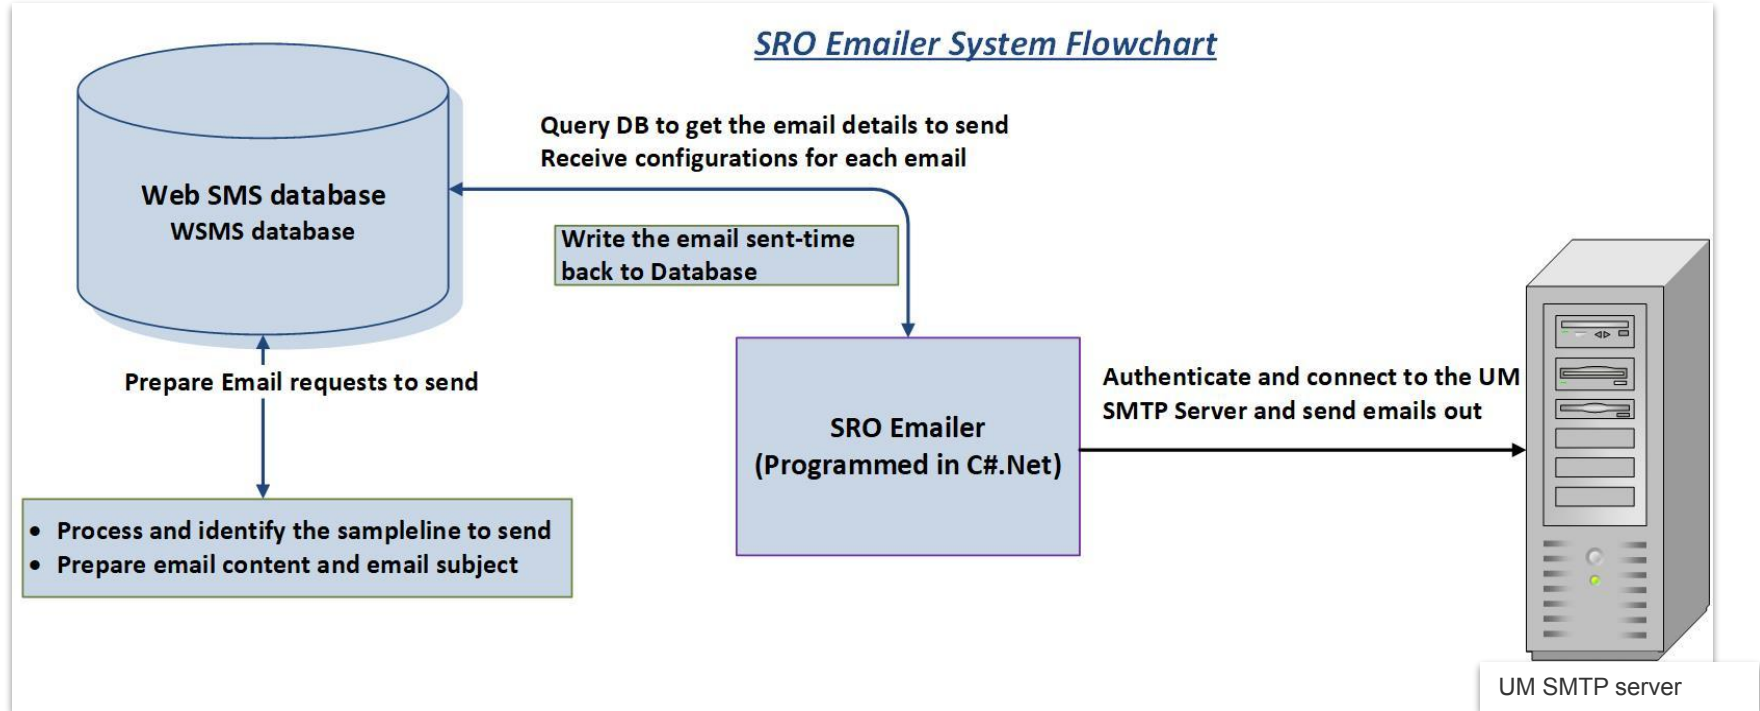 SRO Emailer System Flowchart
Query DB to get the email details to send
Receive configurations for each email
Web SMS database
WSMS database
Write the email sent-time
back to Database
Prepare Email requests to send
Authenticate and connect to the UM
SMTP Server and send emails out
SRO Emailer
(Programmed in C#.Net)
• Process and identify the sampleline to send
• Prepare email content and email subject
UM SMTP server